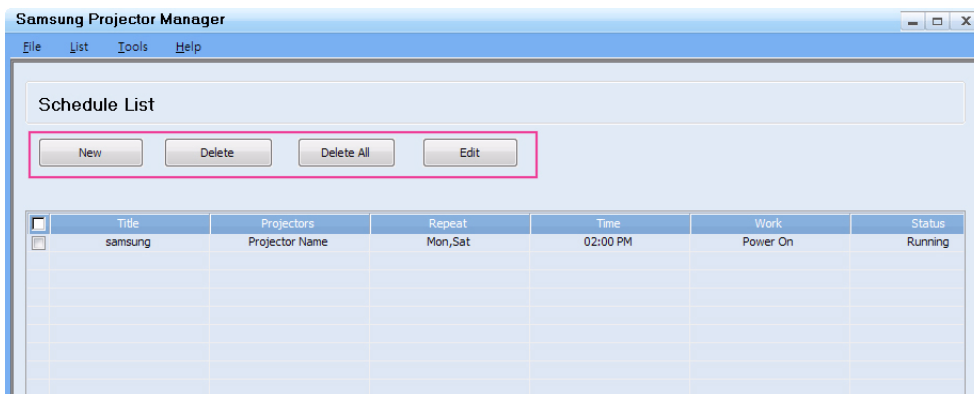 Samsung Projector Manager
File List Tools Help
Schedule List
New Delete Delete All Edit
Title Projectors Repeat Time Work Status
samsung Projector Name Mon,Sat 02:00 PM Power On Running